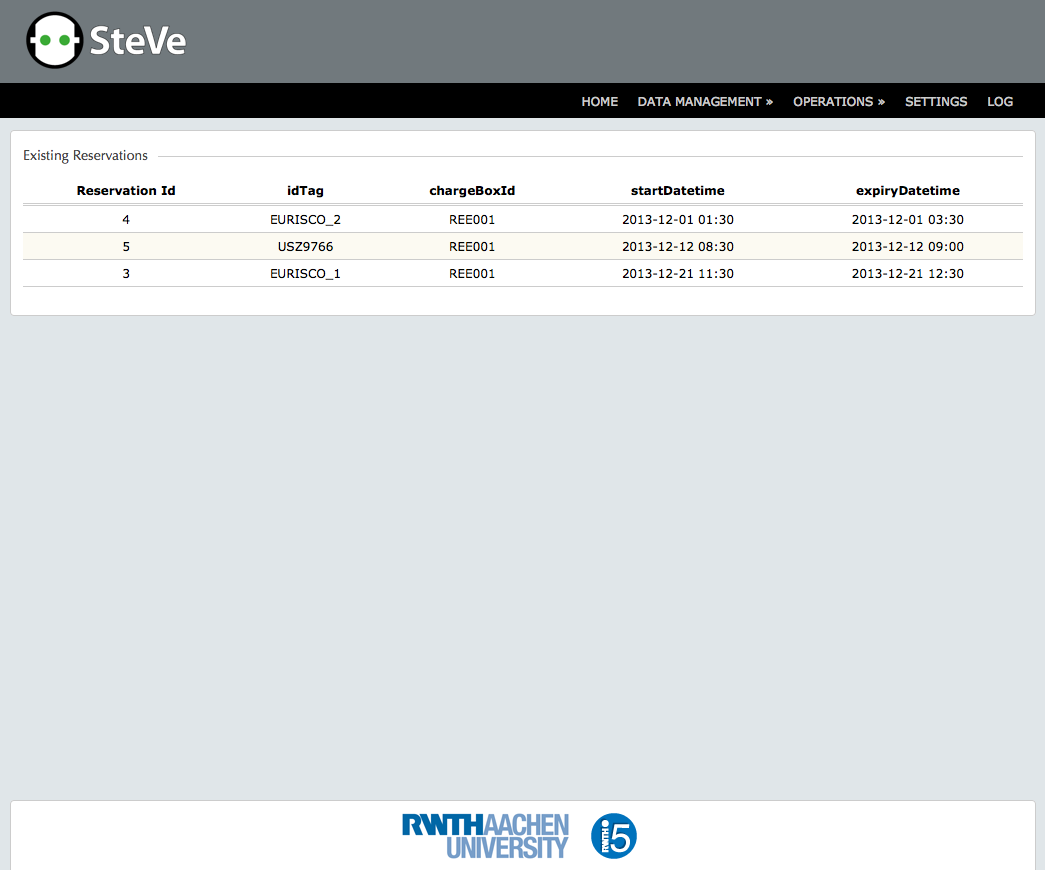 SteVe
HOME DATA MANAGEMENT » OPERATIONS » SETTINGS LOG
Existing Reservations
Reservation Id idTag chargeBoxId startDatetime expiryDatetime
4 EURISCO_2 REE001 2013-12-01 01:30 2013-12-01 03:30
5 USZ9766 REE001 2013-12-12 08:30 2013-12-12 09:00
3 EURISCO_1 REE001 2013-12-21 11:30 2013-12-21 12:30
RWTHAACHEN
UNIVERSITY
RWTH i5